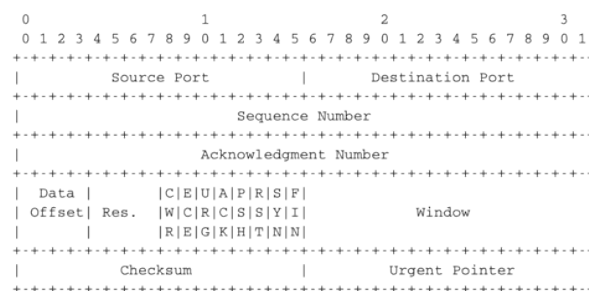 0                   1                   2                   3
 0 1 2 3 4 5 6 7 8 9 0 1 2 3 4 5 6 7 8 9 0 1 2 3 4 5 6 7 8 9 0 1
+-+-+-+-+-+-+-+-+-+-+-+-+-+-+-+-+-+-+-+-+-+-+-+-+-+-+-+-+-+-+-+-
|          Source Port          |       Destination Port
+-+-+-+-+-+-+-+-+-+-+-+-+-+-+-+-+-+-+-+-+-+-+-+-+-+-+-+-+-+-+-+-
|                        Sequence Number
+-+-+-+-+-+-+-+-+-+-+-+-+-+-+-+-+-+-+-+-+-+-+-+-+-+-+-+-+-+-+-+-
|                    Acknowledgment Number
+-+-+-+-+-+-+-+-+-+-+-+-+-+-+-+-+-+-+-+-+-+-+-+-+-+-+-+-+-+-+-+-
|  Data |       |C|E|U|A|P|R|S|F|
| Offset| Res.  |W|C|R|C|S|S|Y|I|            Window
|       |       |R|E|G|K|H|T|N|N|
+-+-+-+-+-+-+-+-+-+-+-+-+-+-+-+-+-+-+-+-+-+-+-+-+-+-+-+-+-+-+-+-
|           Checksum            |         Urgent Pointer
+-+-+-+-+-+-+-+-+-+-+-+-+-+-+-+-+-+-+-+-+-+-+-+-+-+-+-+-+-+-+-+-